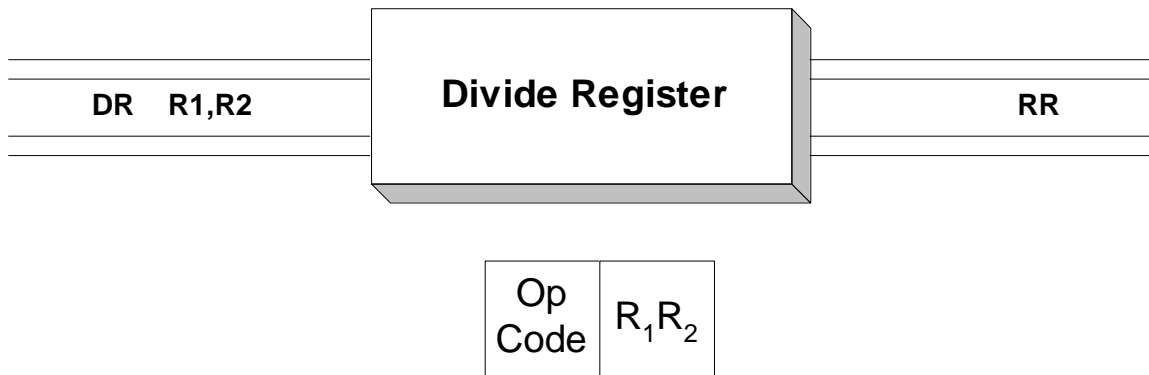 DR R1,R2 Divide Register RR
Op Code R₁R₂